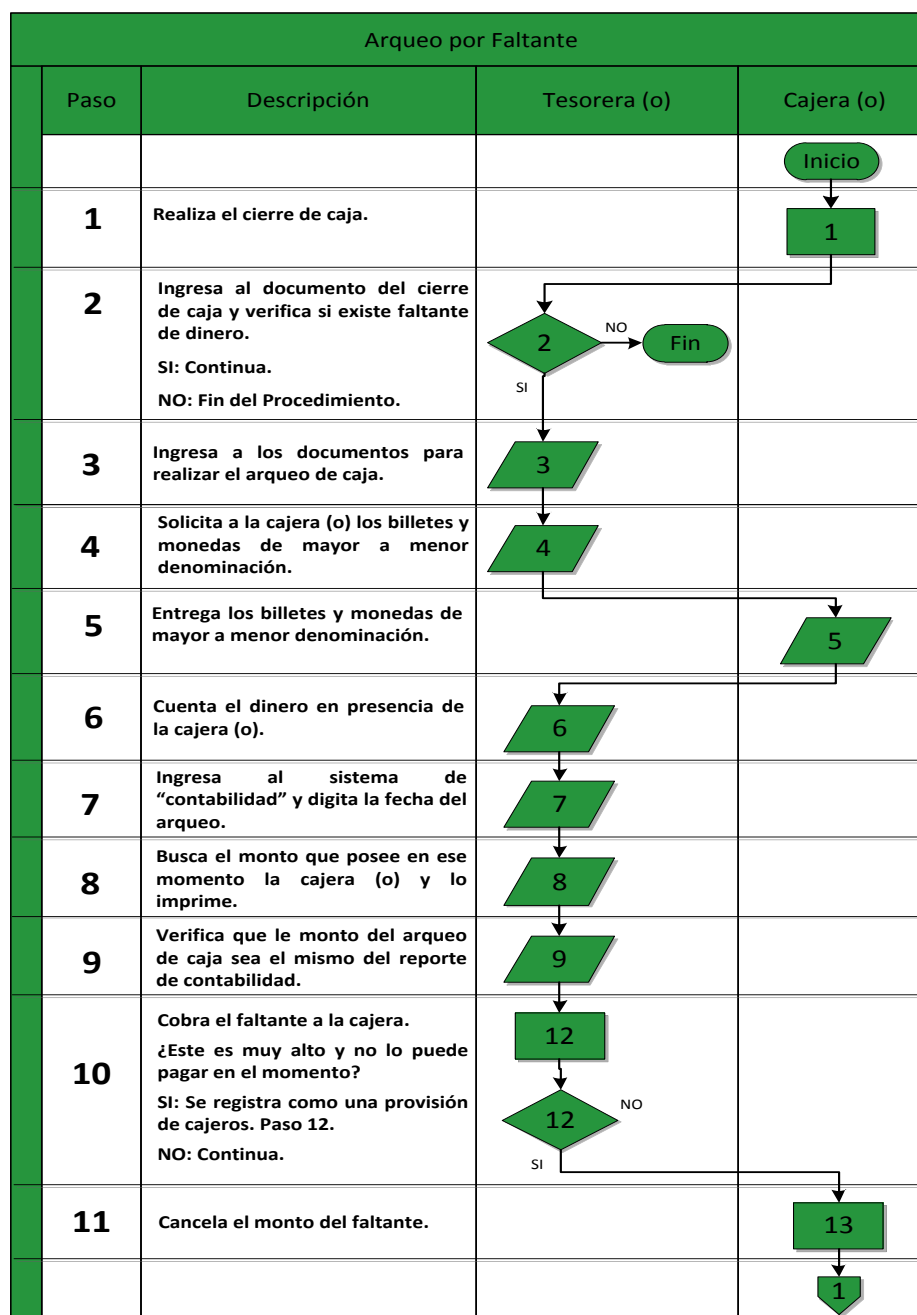 Arqueo por Faltante
Paso Descripción Tesorera (o) Cajera (o)
Inicio
1 Realiza el cierre de caja. 1
2 Ingresa al documento del cierre
de caja y verifica si existe faltante
de dinero.
SI: Continua.
NO: Fin del Procedimiento.
2 NO Fin
SI
3 Ingresa a los documentos para
realizar el arqueo de caja.
3
4 Solicita a la cajera (o) los billetes y
monedas de mayor a menor
denominación.
4
5 Entrega los billetes y monedas de
mayor a menor denominación.
5
6 Cuenta el dinero en presencia de
la cajera (o).
6
7 Ingresa al sistema de
“contabilidad” y digita la fecha del
arqueo.
7
8 Busca el monto que posee en ese
momento la cajera (o) y lo
imprime.
8
9 Verifica que le monto del arqueo
de caja sea el mismo del reporte
de contabilidad.
9
10 Cobra el faltante a la cajera.
¿Este es muy alto y no lo puede
pagar en el momento?
SI: Se registra como una provisión
de cajeros. Paso 12.
NO: Continua.
12
12 NO
SI
11 Cancela el monto del faltante. 13
1